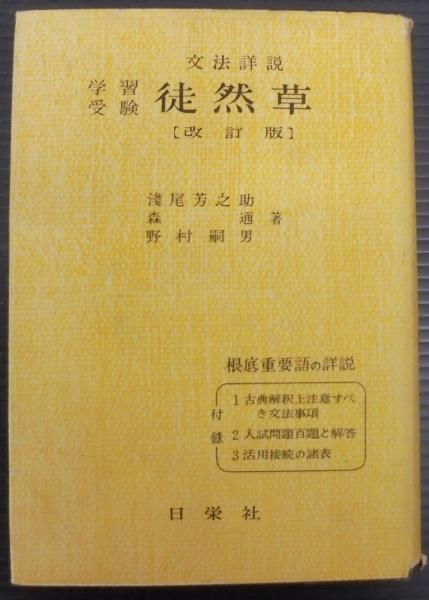 文法詳説
学習
受験
徒然草
【改訂版】
淺尾芳之助
森通
野村嗣男
著
根底重要語の詳説
付録
1古典解釈上注意すべ
き文法事項
2入試問題百題と解答
3活用接続の諸表
日栄社